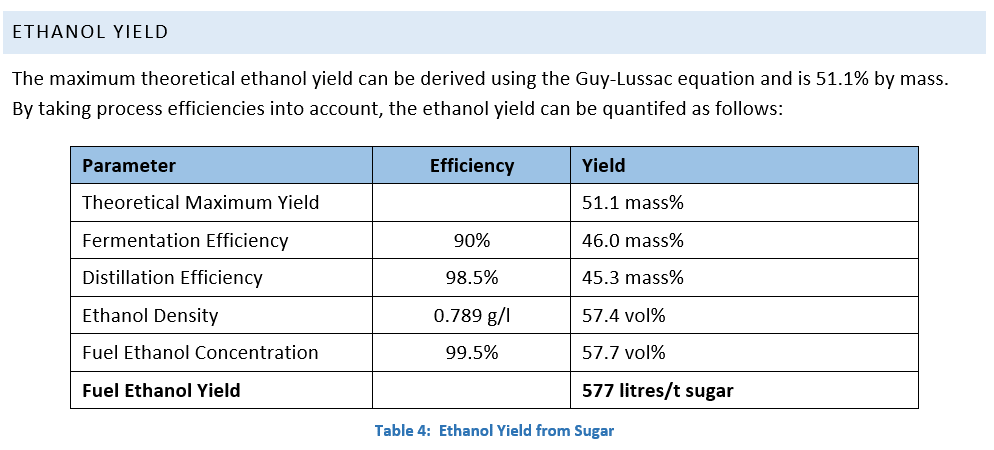 ETHANOL YIELD
The maximum theoretical ethanol yield can be derived using the Guy-Lussac equation and is 51.1% by mass.
By taking process efficiencies into account, the ethanol yield can be quantifed as follows:
Parameter Efficiency Yield
Theoretical Maximum Yield 51.1 mass%
Fermentation Efficiency 90% 46.0 mass%
Distillation Efficiency 98.5% 45.3 mass%
Ethanol Density 0.789 g/l 57.4 vol%
Fuel Ethanol Concentration 99.5% 57.7 vol%
Fuel Ethanol Yield 577 litres/t sugar
Table 4: Ethanol Yield from Sugar